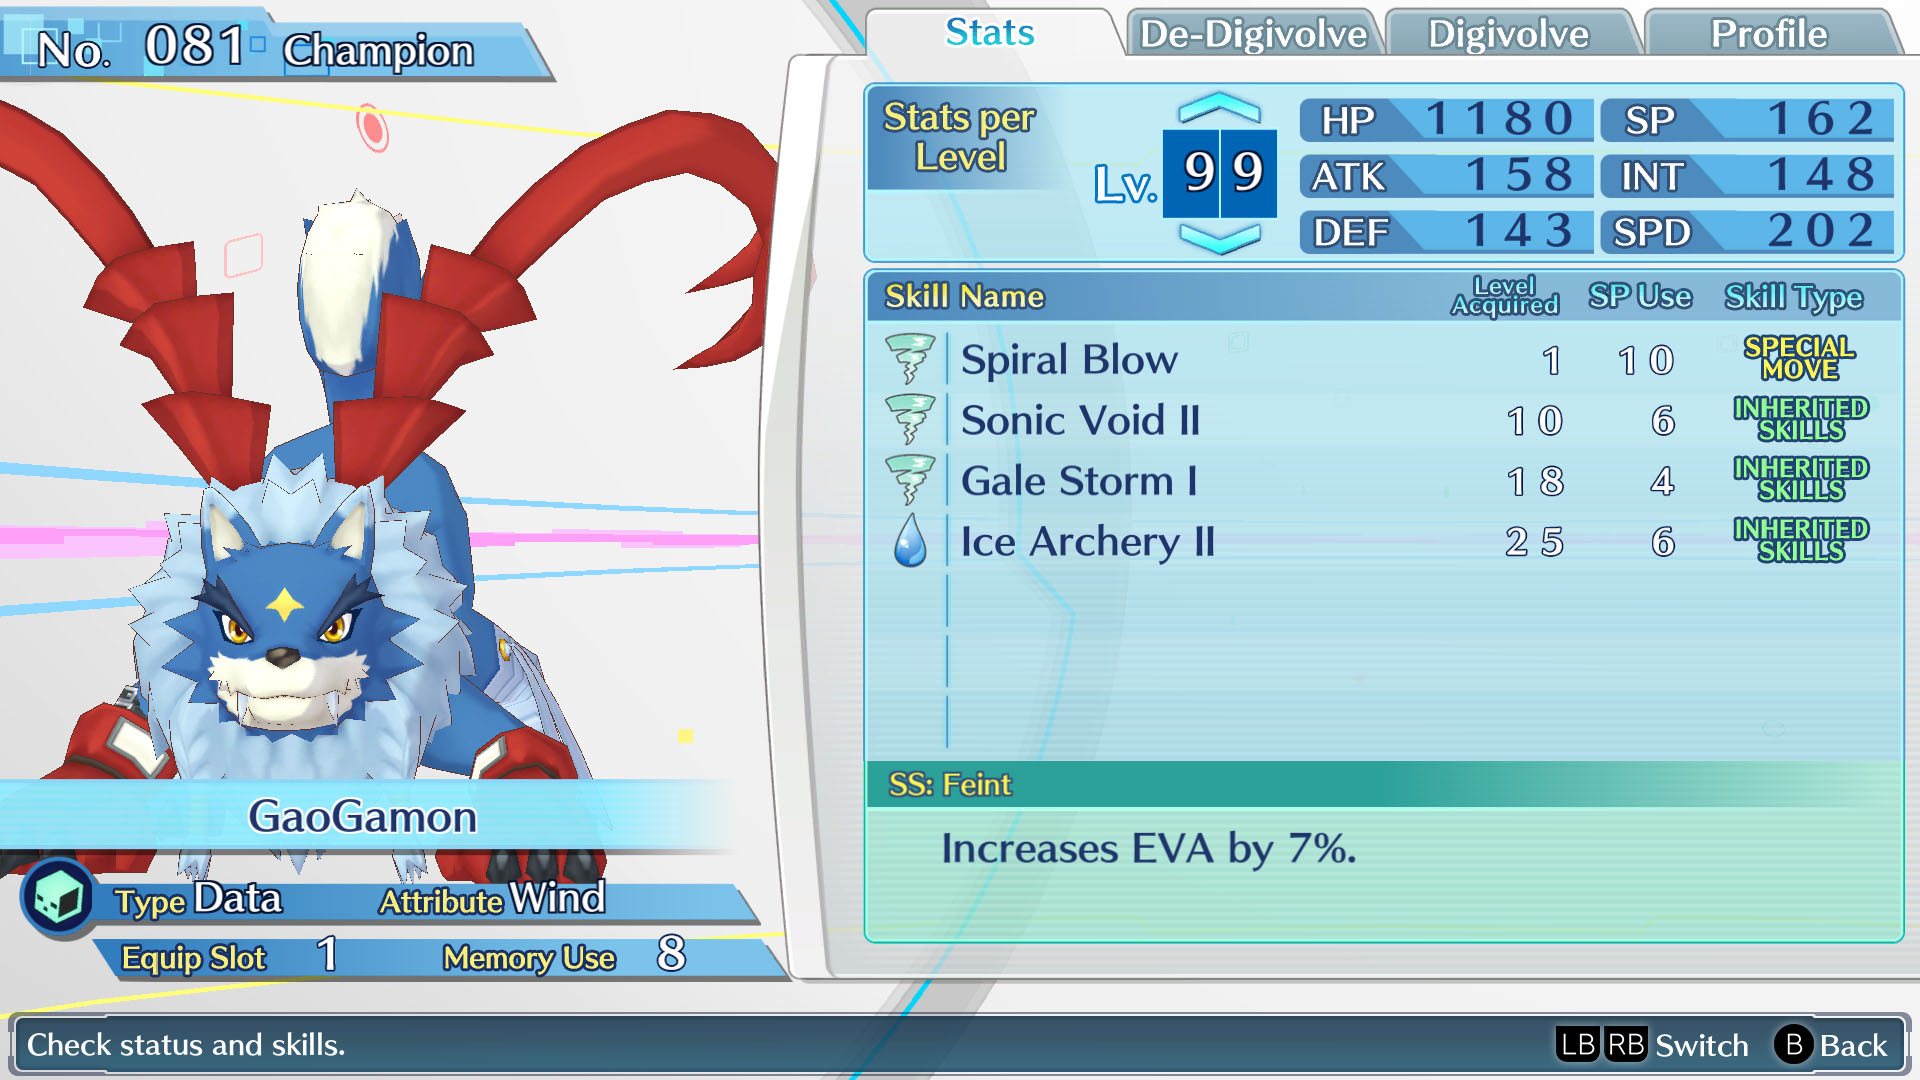 No. 081 Champion
Stats De-Digivolve Digivolve Profile
Stats per
Level
Lv. 99
HP 1180 SP 162
ATK 158 INT 148
DEF 143 SPD 202
Skill Name Level Acquired SP Use Skill Type
Spiral Blow 1 10 SPECIAL MOVE
Sonic Void II 10 6 INHERITED SKILLS
Gale Storm I 18 4 INHERITED SKILLS
Ice Archery II 25 6 INHERITED SKILLS
SS: Feint
Increases EVA by 7%.
GaoGamon
Type Data Attribute Wind
Equip Slot 1 Memory Use 8
Check status and skills.
LB RB Switch B Back